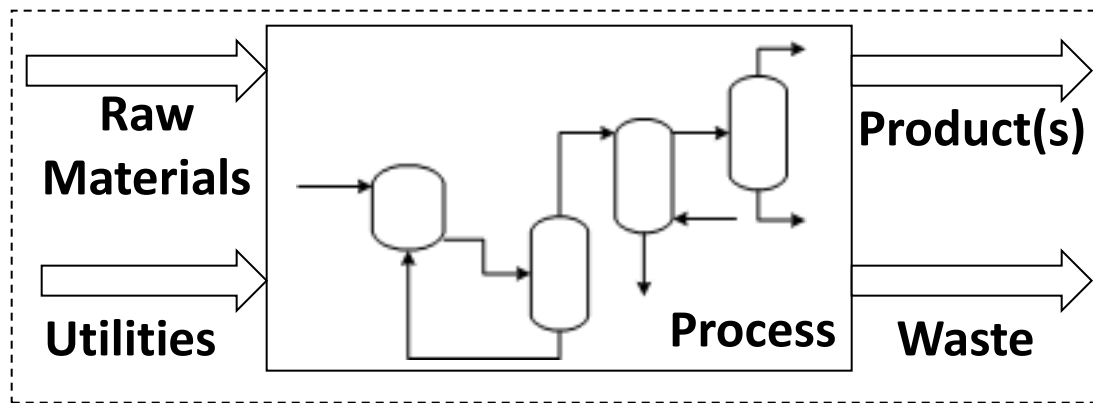 Raw
Materials
Product(s)
Utilities
Process
Waste